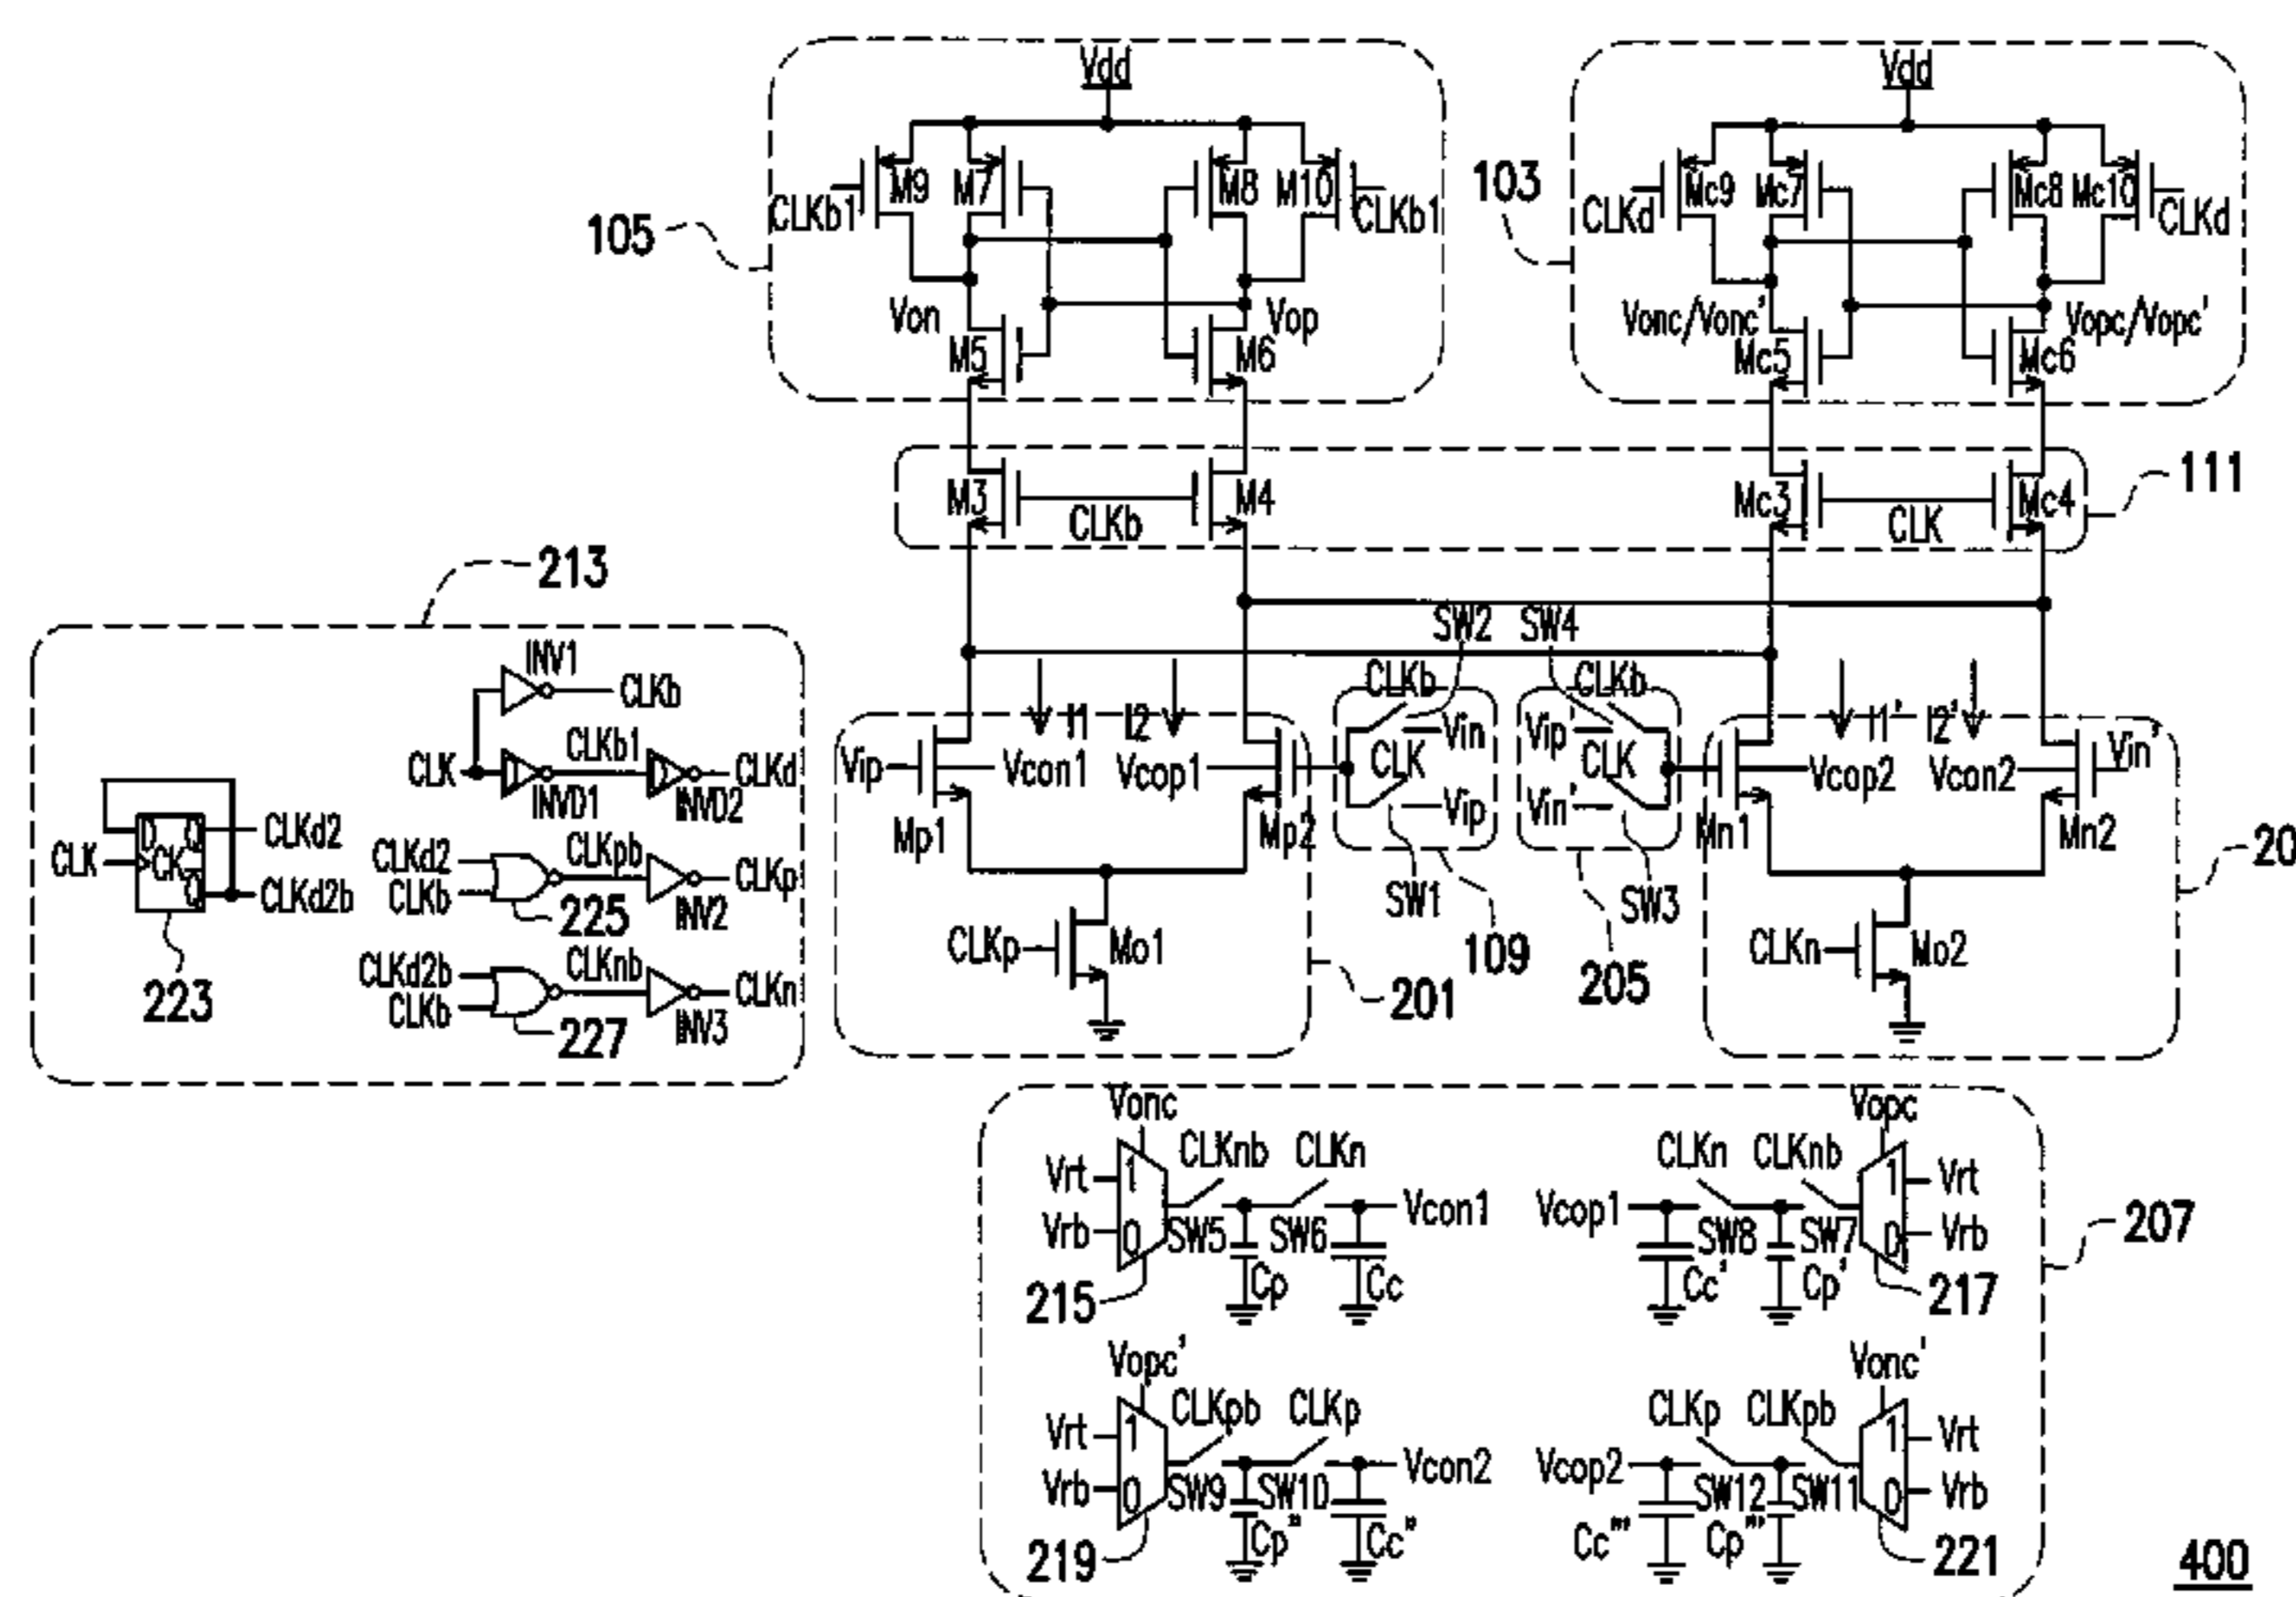 Vdd
Vdd
M9 M7 M8 M10
Mc9 Mc7 Mc8 Mc10
CLKb1 CLKb1
CLKd CLKd
105
103
Von Vop
Vonc/Vonc' Vopc/Vopc'
M5 M6
Mc5 Mc6
M3 CLKb M4
Mc3 CLK Mc4
111
213
INV1
CLKb
CLK CLKb1 CLKd
INVD1 INVD2
D Q CLKd2
CLK CK
Q CLKd2b
223
CLKd2 CLKpb CLKp
CLKb 225 INV2
CLKd2b CLKnb CLKn
CLKb 227 INV3
SW2 SW4
CLKb CLKb
I1 I2
Vin Vip'
I1' I2'
Vip Vcon1 Vcop1 CLK CLK Vcop2 Vcon2 Vin'
Vip Vin'
Mp1 Mp2 Mn1 Mn2
SW1 SW3
109 205
20
CLKp Mo1
CLKn Mo2
201
Vonc Vopc
Vrt 1 CLKnb CLKn
CLKn CLKnb 1 Vrt
Vrb 0 SW5 SW6 Vcon1
Vcop1 SW8 SW7 0 Vrb
207
Cp Cc Cc' Cp'
215 217
Vopc' Vonc'
Vrt 1 CLKpb CLKp
CLKp CLKpb 1 Vrt
Vrb 0 SW9 SW10 Vcon2
Vcop2 SW12 SW11 0 Vrb
Cp'' Cc'' Cc''' Cp'''
219 221
400